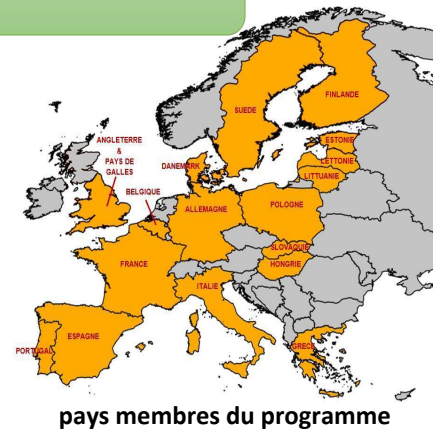 SUEDE
FINLANDE
ANGLETERRE
&
PAYS DE
GALLES
ESTONIE
LETTONIE
LITTUANIE
DANEMARK
BELGIQUE
ALLEMAGNE
POLOGNE
SLOVAQUIE
HONGRIE
FRANCE
ITALIE
PORTUGAL
ESPAGNE
GRECE
pays membres du programme